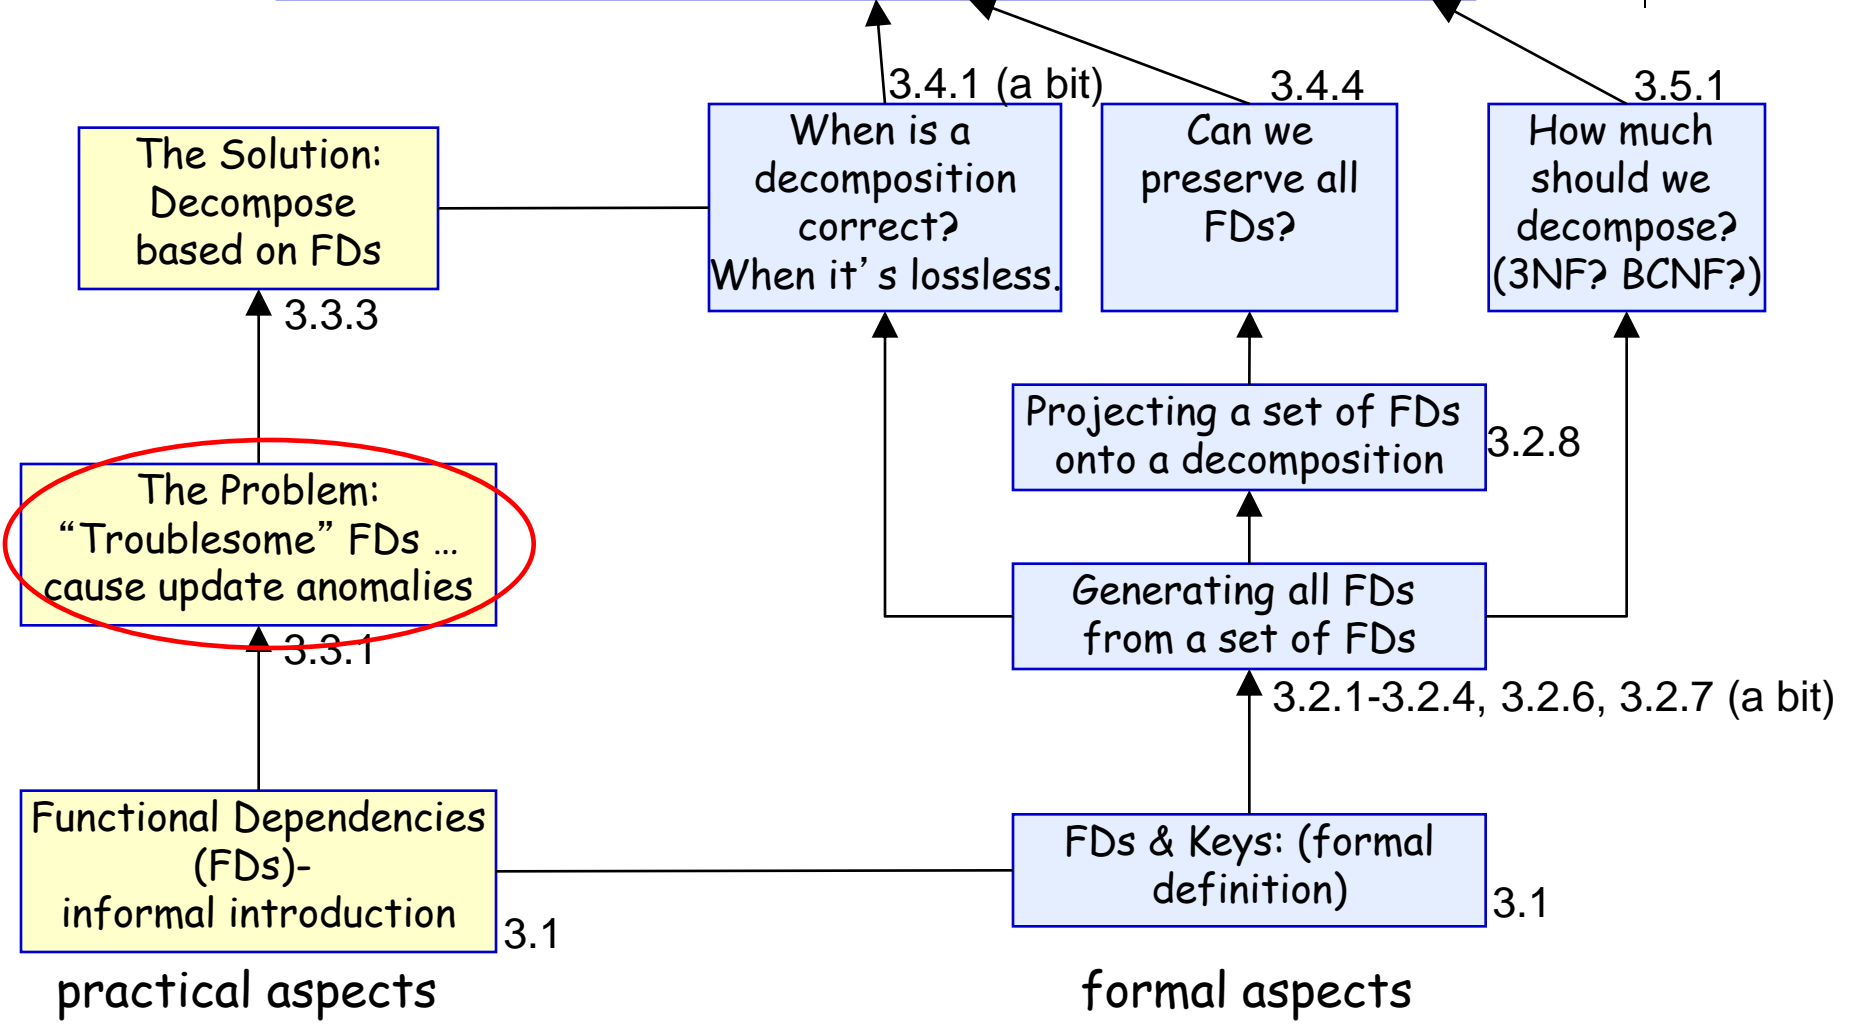 3.4.1 (a bit)
3.4.4
3.5.1
The Solution:
Decompose
based on FDs
When is a
decomposition
correct?
When it’s lossless.
Can we
preserve all
FDs?
How much
should we
decompose?
(3NF? BCNF?)
3.3.3
Projecting a set of FDs
onto a decomposition
3.2.8
The Problem:
“Troublesome” FDs …
cause update anomalies
Generating all FDs
from a set of FDs
3.3.1
3.2.1-3.2.4, 3.2.6, 3.2.7 (a bit)
Functional Dependencies
(FDs)-
informal introduction
3.1
FDs & Keys: (formal
definition)
3.1
practical aspects
formal aspects